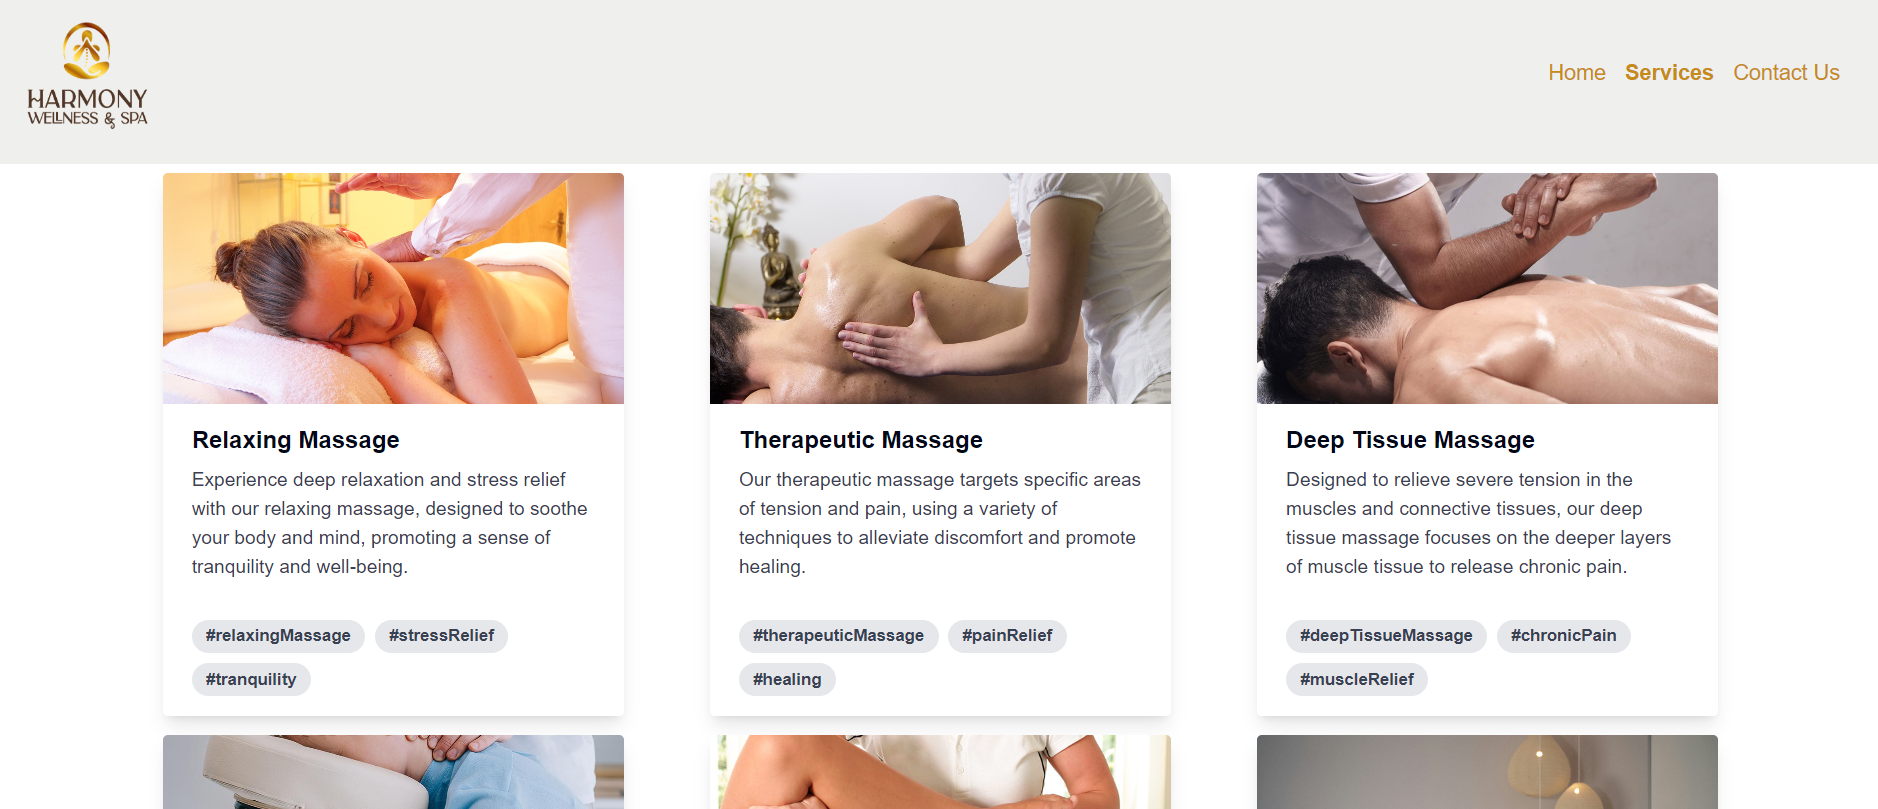 HARMONY
WELLNESS & SPA
Home Services Contact Us
Relaxing Massage
Experience deep relaxation and stress relief
with our relaxing massage, designed to soothe
your body and mind, promoting a sense of
tranquility and well-being.
#relaxingMassage #stressRelief
#tranquility
Therapeutic Massage
Our therapeutic massage targets specific areas
of tension and pain, using a variety of
techniques to alleviate discomfort and promote
healing.
#therapeuticMassage #painRelief
#healing
Deep Tissue Massage
Designed to relieve severe tension in the
muscles and connective tissues, our deep
tissue massage focuses on the deeper layers
of muscle tissue to release chronic pain.
#deepTissueMassage #chronicPain
#muscleRelief